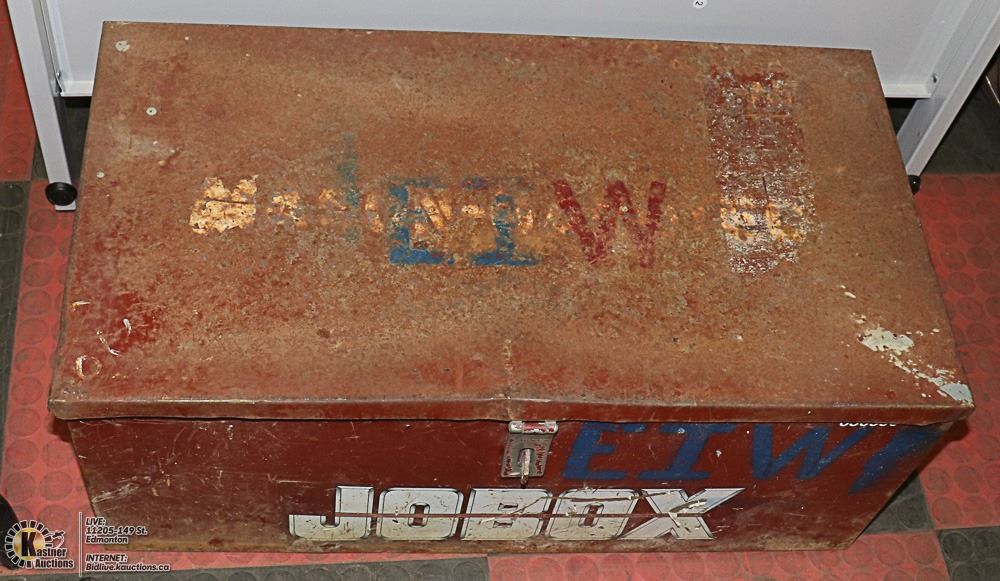 EIW
EIW
JOBOX
Kastner
Auctions
LIVE:
11205-149 St.
Edmonton
INTERNET:
Bidlive.kauctions.ca